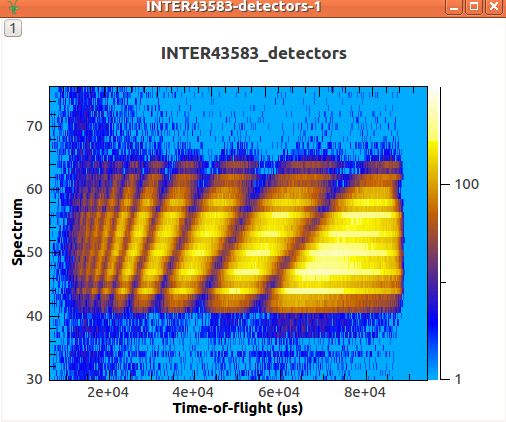 INTER43583-detectors-1
1
INTER43583_detectors
70
60
50
40
30
Spectrum
2e+04
4e+04
6e+04
8e+04
Time-of-flight (μs)
100
1